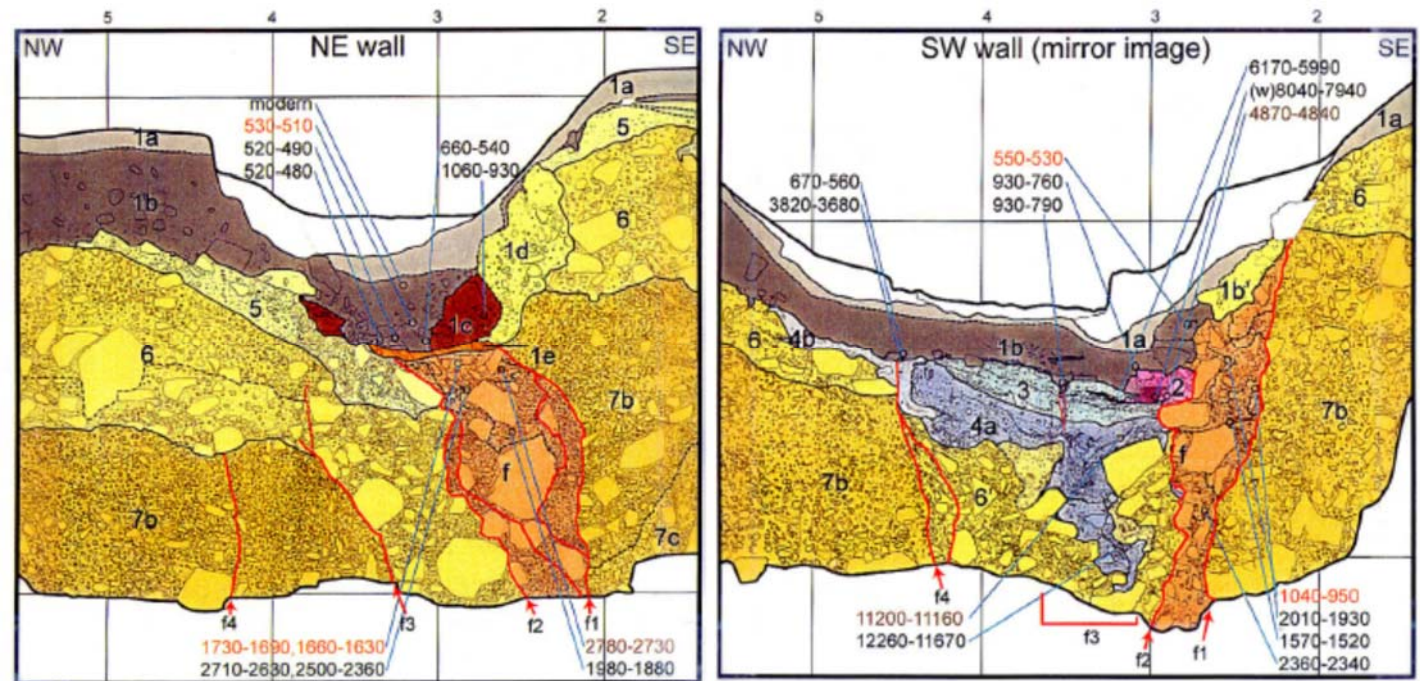 5 4 3 2
NW NE wall SE
1a
modern
530-510
520-490
520-480
660-540
1060-930
1a
5
1b
6
1d
5
1c
6
1e
7b
f
7b
7c
f4 f3 f2 f1
1730-1690,1660-1630
2710-2630,2500-2360
2780-2730
1980-1880
5 4 3 2
NW SW wall (mirror image) SE
6170-5990
(w)8040-7940
4870-4840
1a
550-530
930-760
930-790
670-560
3820-3680
6
1b'
6 4b 1b 1a
3 2
4a
7b
f
7b
6
f4
f3
f2 f1
11200-11160
12260-11670
1040-950
2010-1930
1570-1520
2360-2340